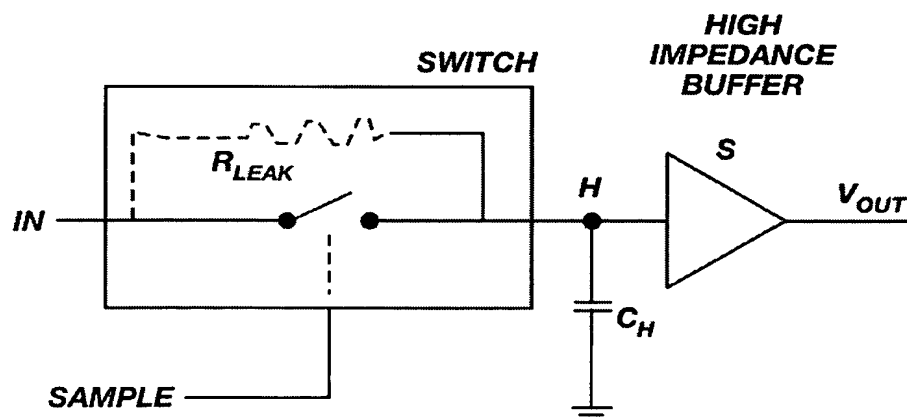 HIGH
IMPEDANCE
BUFFER
SWITCH
R_LEAK
S
H
IN
V_OUT
C_H
SAMPLE